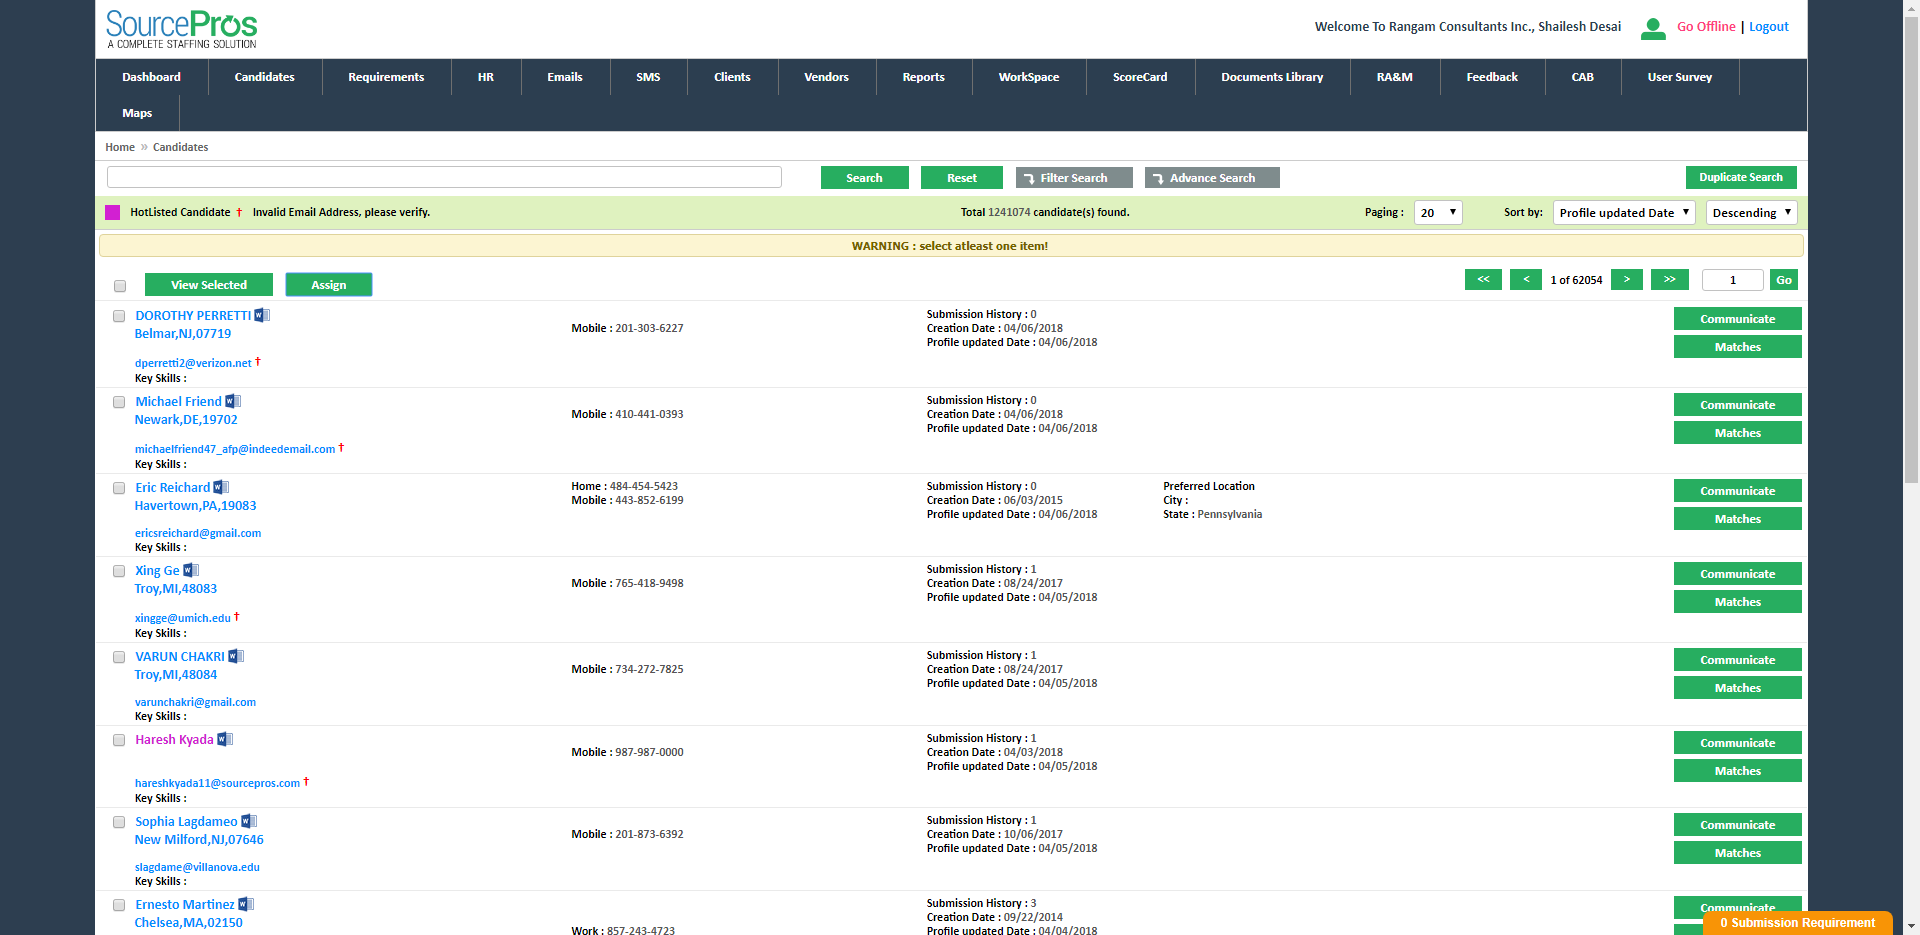 SourcePros
A COMPLETE STAFFING SOLUTION
Welcome To Rangam Consultants Inc., Shailesh Desai
Go Offline | Logout
Dashboard Candidates Requirements HR Emails SMS Clients Vendors Reports WorkSpace ScoreCard Documents Library RA&M Feedback CAB User Survey
Maps
Home » Candidates
Search Reset Filter Search Advance Search Duplicate Search
HotListed Candidate † Invalid Email Address, please verify. Total 1241074 candidate(s) found. Paging : 20 Sort by: Profile updated Date Descending
WARNING : select atleast one item!
View Selected Assign << < 1 of 62054 > >> 1 Go
DOROTHY PERRETTI
Belmar,NJ,07719
dperretti2@verizon.net †
Key Skills :
Mobile : 201-303-6227
Submission History : 0
Creation Date : 04/06/2018
Profile updated Date : 04/06/2018
Communicate
Matches
Michael Friend
Newark,DE,19702
michaelfriend47_afp@indeedemail.com †
Key Skills :
Mobile : 410-441-0393
Submission History : 0
Creation Date : 04/06/2018
Profile updated Date : 04/06/2018
Communicate
Matches
Eric Reichard
Havertown,PA,19083
ericsreichard@gmail.com
Key Skills :
Home : 484-454-5423
Mobile : 443-852-6199
Submission History : 0
Creation Date : 06/03/2015
Profile updated Date : 04/06/2018
Preferred Location
City :
State : Pennsylvania
Communicate
Matches
Xing Ge
Troy,MI,48083
xingge@umich.edu †
Key Skills :
Mobile : 765-418-9498
Submission History : 1
Creation Date : 08/24/2017
Profile updated Date : 04/05/2018
Communicate
Matches
VARUN CHAKRI
Troy,MI,48084
varunchakri@gmail.com
Key Skills :
Mobile : 734-272-7825
Submission History : 1
Creation Date : 08/24/2017
Profile updated Date : 04/05/2018
Communicate
Matches
Haresh Kyada
hareshkyada11@sourcepros.com †
Key Skills :
Mobile : 987-987-0000
Submission History : 1
Creation Date : 04/03/2018
Profile updated Date : 04/05/2018
Communicate
Matches
Sophia Lagdameo
New Milford,NJ,07646
slagdame@villanova.edu
Key Skills :
Mobile : 201-873-6392
Submission History : 1
Creation Date : 10/06/2017
Profile updated Date : 04/05/2018
Communicate
Matches
Ernesto Martinez
Chelsea,MA,02150
Work : 857-243-4723
Submission History : 3
Creation Date : 09/22/2014
Profile updated Date : 04/04/2018
Communicate
0 Submission Requirement